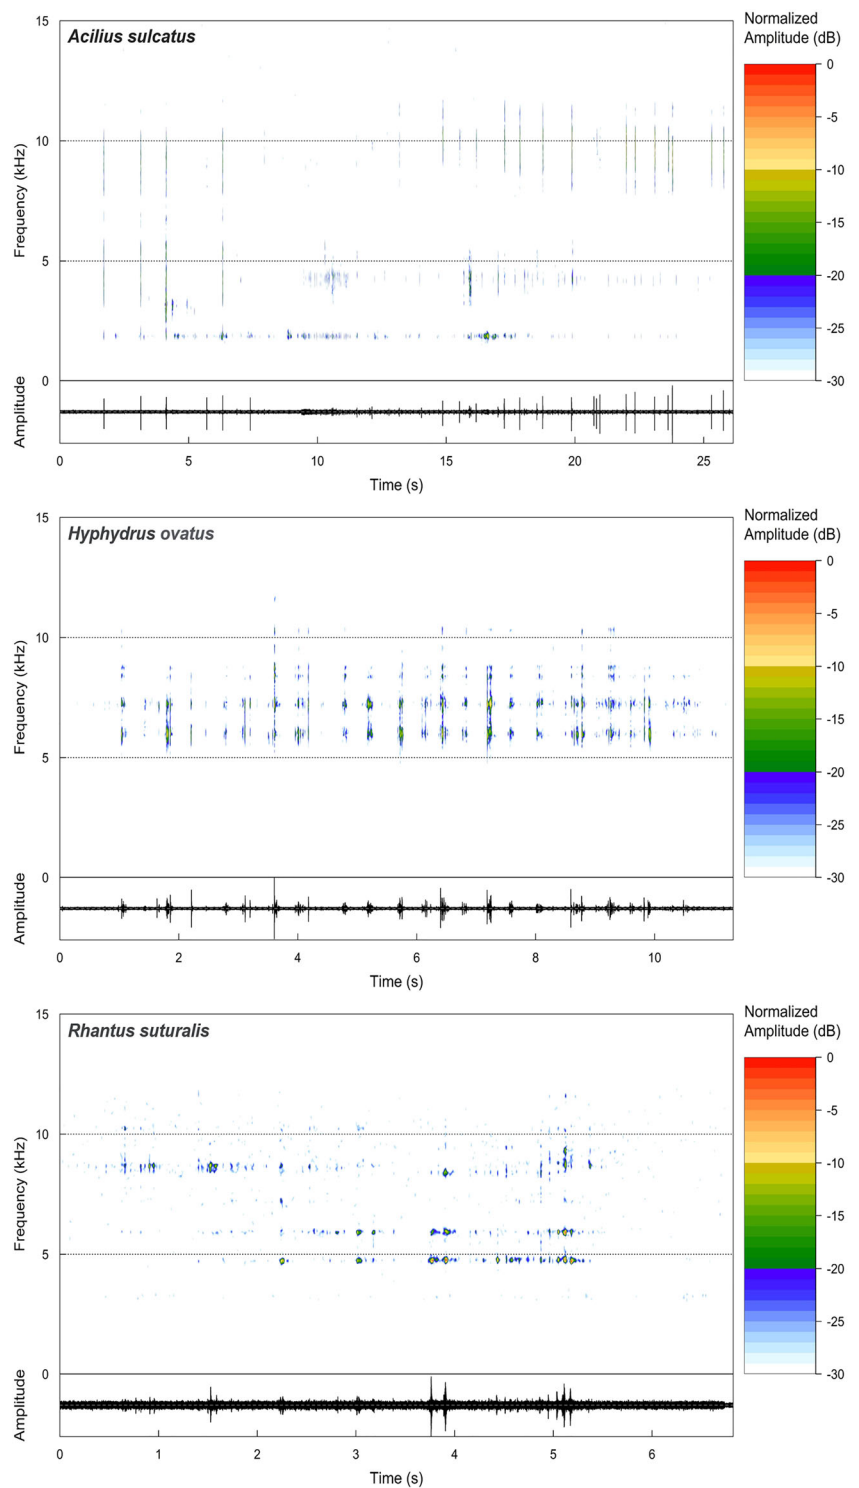 Normalized
Amplitude (dB)
Acilius sulcatus
15
10
5
0
Frequency (kHz)
Amplitude
0 5 10 15 20 25
Time (s)
0
-5
-10
-15
-20
-25
-30
Normalized
Amplitude (dB)
Hyphydrus ovatus
15
10
5
0
Frequency (kHz)
Amplitude
0 2 4 6 8 10
Time (s)
0
-5
-10
-15
-20
-25
-30
Normalized
Amplitude (dB)
Rhantus suturalis
15
10
5
0
Frequency (kHz)
Amplitude
0 1 2 3 4 5 6
Time (s)
0
-5
-10
-15
-20
-25
-30